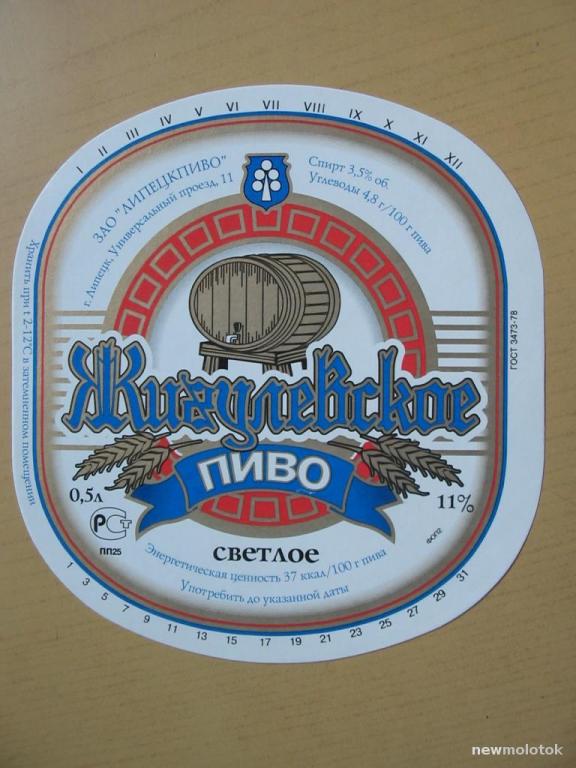 I II III IV V VI VII VIII IX X XI XII
ЗАО "ЛИПЕЦКПИВО"
г. Липецк, Универсальный проезд, 11
Спирт 3,5% об.
Углеводы 4,8 г/100 г пива
Хранить при t 2-12°С в затемненном помещении
ГОСТ 3473-78
Жигулевское
ПИВО
0,5л
11%
РСТ
ПП25
светлое
ФОП2
Энергетическая ценность 37 ккал/100 г пива
Употребить до указанной даты
1 3 5 7 9 11 13 15 17 19 21 23 25 27 29 31
newmolotok